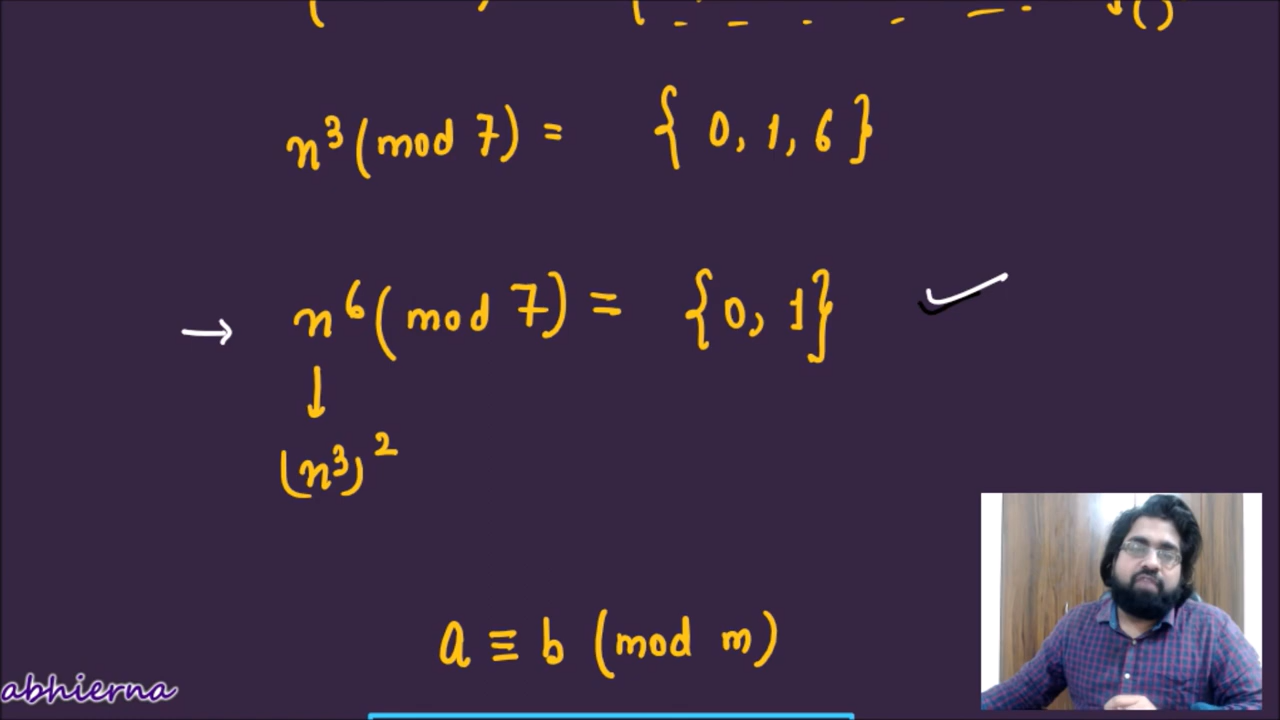 n³ (mod 7) = { 0, 1, 6 }
→ n⁶ ( mod 7) = { 0, 1 } ✓
↓
(n³)²
a ≡ b (mod m)
abhierna